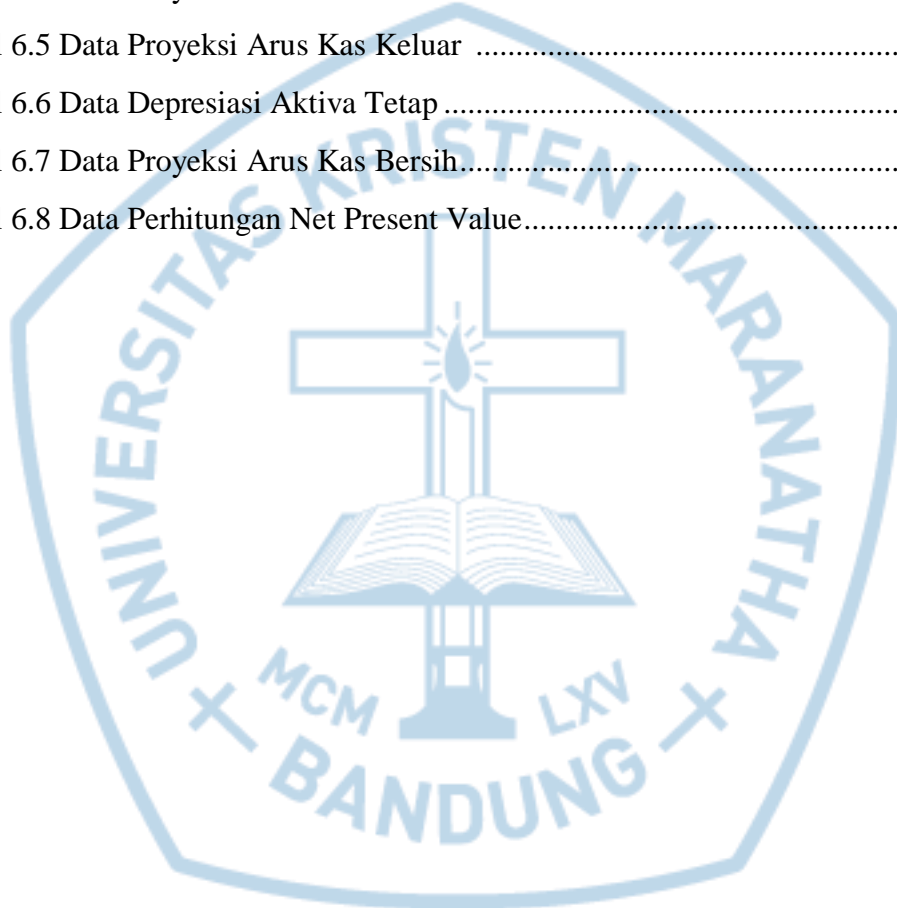 6.5 Data Proyeksi Arus Kas Keluar ................................................
6.6 Data Depresiasi Aktiva Tetap ................................................
6.7 Data Proyeksi Arus Kas Bersih ................................................
6.8 Data Perhitungan Net Present Value ........................................
UNIVERSITAS KRISTEN MARANATHA
MCM LXV
BANDUNG